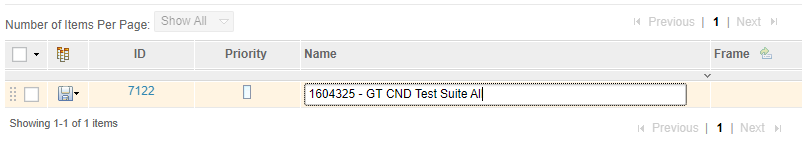 Number of Items Per Page: Show All
Previous | 1 | Next
ID Priority Name Frame
7122 1604325 - GT CND Test Suite Al
Showing 1-1 of 1 items
Previous | 1 | Next